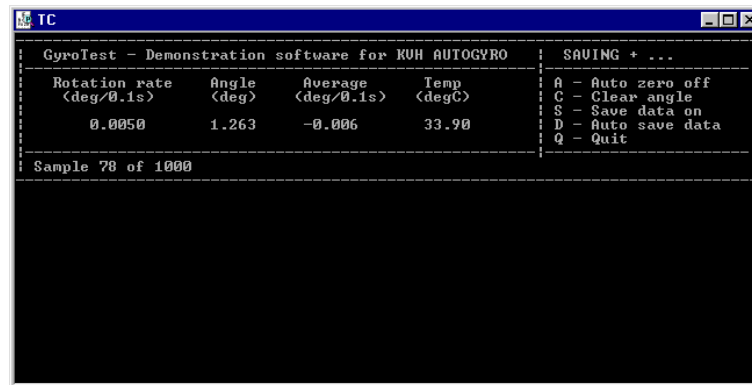 TC
GyroTest - Demonstration software for KVH AUTOGYRO
SAVING + ...
Rotation rate Angle Average Temp
(deg/0.1s) (deg) (deg/0.1s) (degC)
0.0050 1.263 -0.006 33.90
A - Auto zero off
C - Clear angle
S - Save data on
D - Auto save data
Q - Quit
Sample 78 of 1000